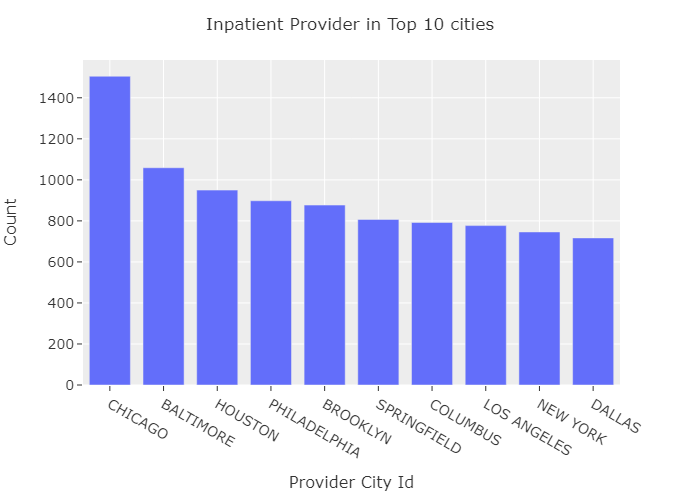 Inpatient Provider in Top 10 cities
1400
1200
1000
800
600
400
200
0
Count
CHICAGO
BALTIMORE
HOUSTON
PHILADELPHIA
BROOKLYN
SPRINGFIELD
COLUMBUS
LOS ANGELES
NEW YORK
DALLAS
Provider City Id